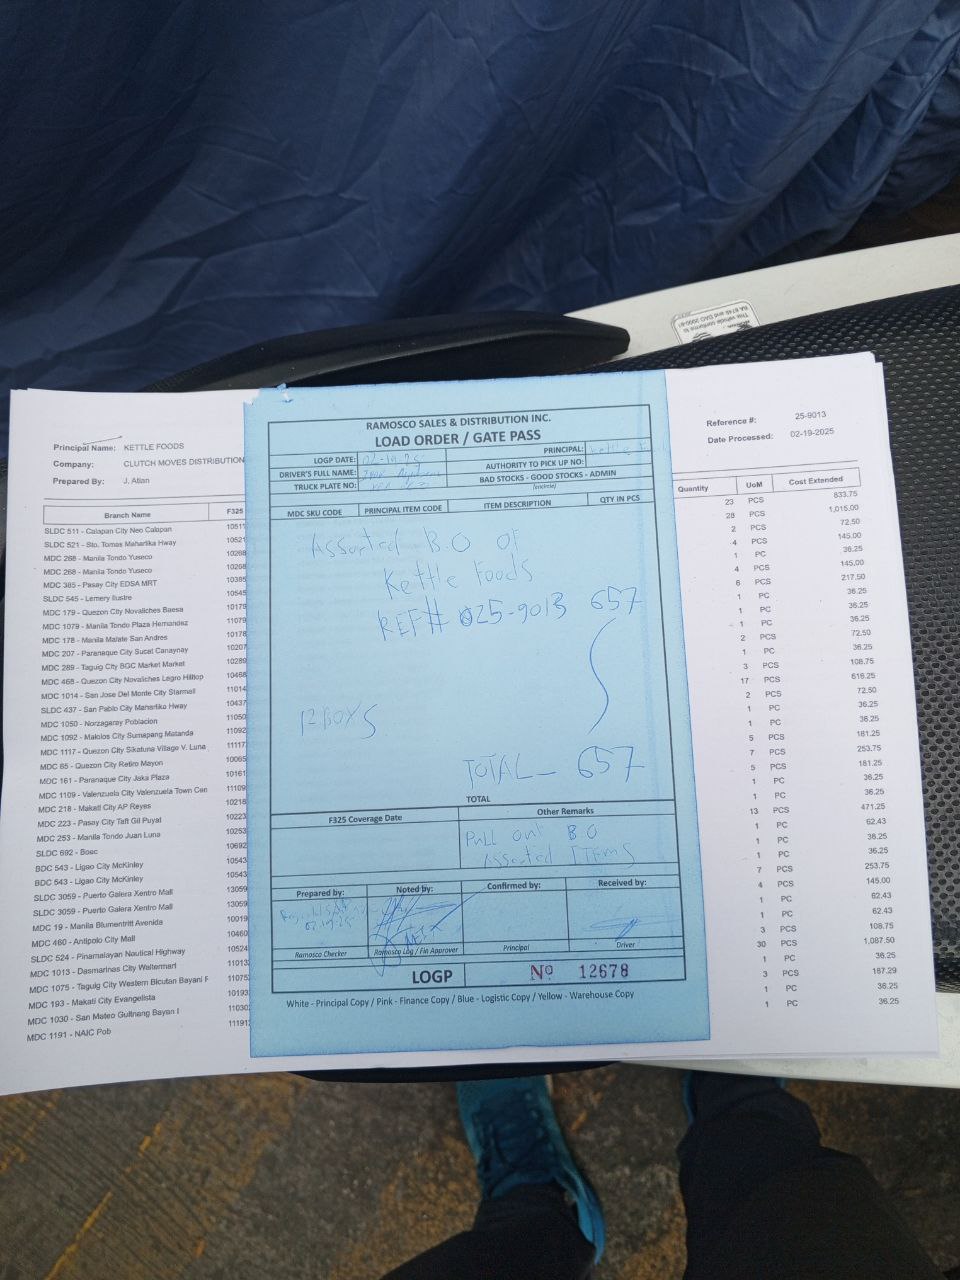 Principal Name: KETTLE FOODS
Company: CLUTCH MOVES DISTRIBUTION
Prepared By: J. Atian
Reference #: 25-9013
Date Processed: 02-19-2025
Branch Name F325
SLDC 511 - Calapan City Neo Calapan 10511
SLDC 521 - Sto. Tomas Maharlika Hway 10521
MDC 268 - Manila Tondo Yuseco 10268
MDC 268 - Manila Tondo Yuseco 10268
MDC 385 - Pasay City EDSA MRT 10385
SLDC 545 - Lemery Ilustre 10545
MDC 179 - Quezon City Novaliches Baesa 10179
MDC 1079 - Manila Tondo Plaza Hernandez 11079
MDC 178 - Manila Malate San Andres 10178
MDC 207 - Paranaque City Sucat Canaynay 10207
MDC 289 - Taguig City BGC Market Market 10289
MDC 468 - Quezon City Novaliches Lagro Hilltop 10468
MDC 1014 - San Jose Del Monte City Starmall 11014
SLDC 437 - San Pablo City Maharlika Hway 10437
MDC 1050 - Norzagaray Poblacion 11050
MDC 1092 - Malolos City Sumapang Matanda 11092
MDC 1117 - Quezon City Sikatuna Village V. Luna 11117
MDC 65 - Quezon City Retiro Mayon 10065
MDC 161 - Paranaque City Jaka Plaza 10161
MDC 1109 - Valenzuela City Valenzuela Town Cen 11109
MDC 218 - Makati City AP Reyes 10218
MDC 223 - Pasay City Taft Gil Puyat 10223
MDC 253 - Manila Tondo Juan Luna 10253
SLDC 692 - Boac 10692
BDC 543 - Ligao City McKinley 10543
BDC 543 - Ligao City McKinley 10543
SLDC 3059 - Puerto Galera Xentro Mall 13059
SLDC 3059 - Puerto Galera Xentro Mall 13059
MDC 19 - Manila Blumentritt Avenida 10019
MDC 460 - Antipolo City Mall 10460
SLDC 524 - Pinamalayan Nautical Highway 10524
MDC 1013 - Dasmarinas City Waltermart 11013
MDC 1075 - Taguig City Western Bicutan Bayani F 11075
MDC 193 - Makati City Evangelista 10193
MDC 1030 - San Mateo Guitneng Bayan I 11030
MDC 1191 - NAIC Pob 11191
RAMOSCO SALES & DISTRIBUTION INC.
LOAD ORDER / GATE PASS
LOGP DATE: 02-19-25 PRINCIPAL: Kettle
DRIVER'S FULL NAME: AUTHORITY TO PICK UP NO:
TRUCK PLATE NO: BAD STOCKS - GOOD STOCKS - ADMIN
(encircle)
MDC SKU CODE PRINCIPAL ITEM CODE ITEM DESCRIPTION QTY IN PCS
Assorted B.O of
Kettle Foods
REF# 025-9013 657
12 BOXS
TOTAL - 657
TOTAL
F325 Coverage Date Other Remarks
Pull out B.O
Assorted ITEMS
Prepared by: Noted by: Confirmed by: Received by:
Ramosco Checker Ramosco Log / Fin Approver Principal Driver
LOGP Nº 12678
White - Principal Copy / Pink - Finance Copy / Blue - Logistic Copy / Yellow - Warehouse Copy
Quantity UoM Cost Extended
23 PCS 833.75
28 PCS 1,015.00
2 PCS 72.50
4 PCS 145.00
1 PC 36.25
4 PCS 145.00
6 PCS 217.50
1 PC 36.25
1 PC 36.25
1 PC 36.25
2 PCS 72.50
1 PC 36.25
3 PCS 108.75
17 PCS 616.25
2 PCS 72.50
1 PC 36.25
1 PC 36.25
5 PCS 181.25
7 PCS 253.75
5 PCS 181.25
1 PC 36.25
1 PC 36.25
13 PCS 471.25
1 PC 62.43
1 PC 36.25
1 PC 36.25
7 PCS 253.75
4 PCS 145.00
1 PC 62.43
1 PC 62.43
3 PCS 108.75
30 PCS 1,087.50
1 PC 36.25
3 PCS 187.29
1 PC 36.25
1 PC 36.25
This vehicle conforms to
RA 8749 and DAO 2000-81